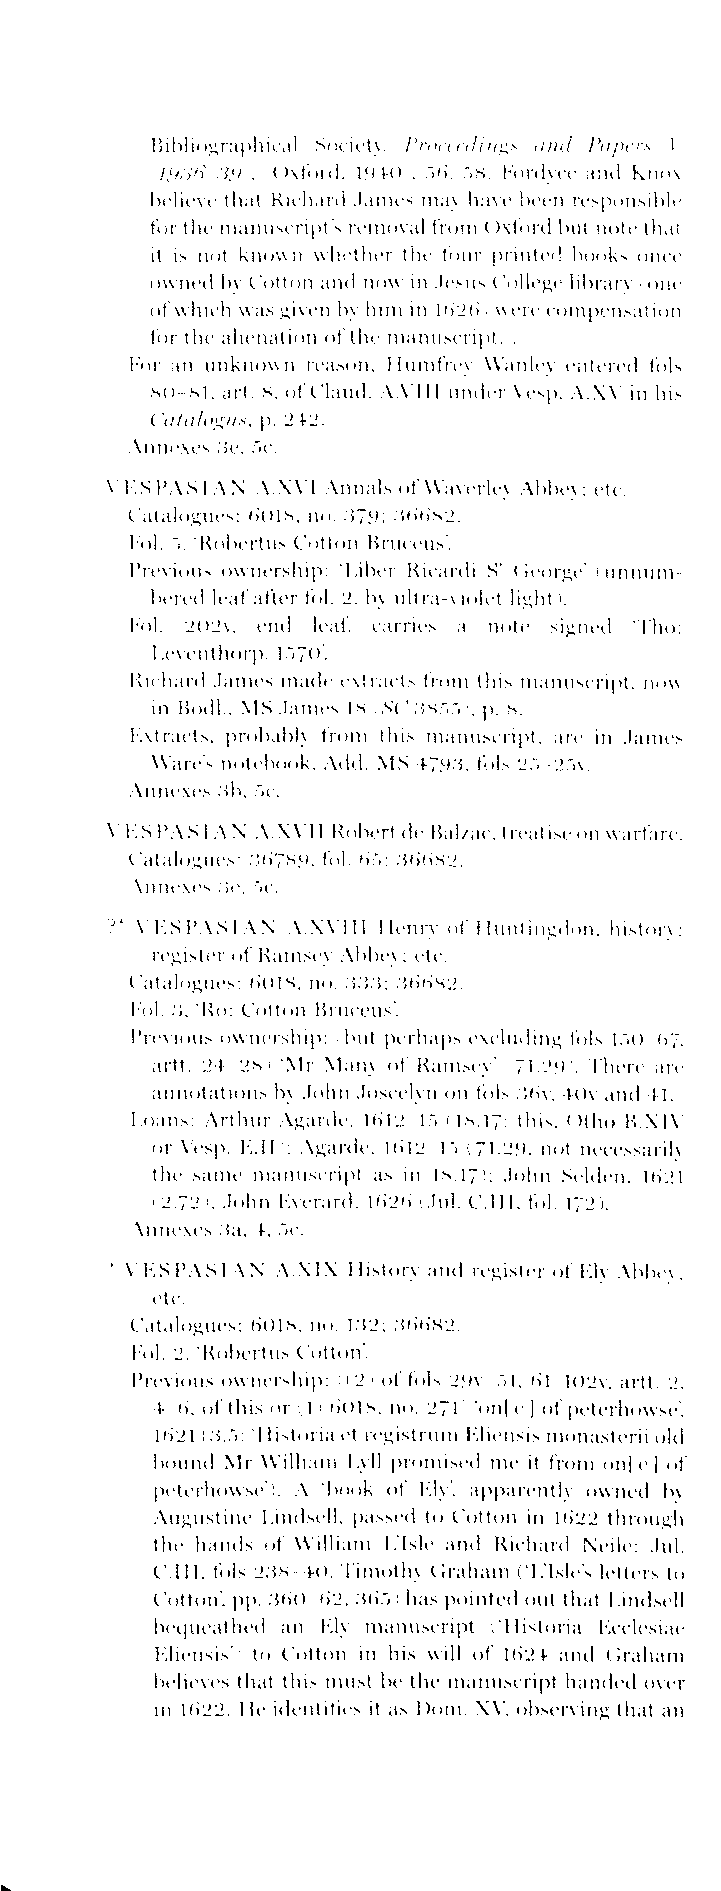 Bibliographical Society, Proceedings and Papers 1
1936–39, Oxford, 1940, 56, 58. Fordyce and Knox
believe that Richard James may have been responsible
for the manuscript's removal from Oxford but note that
it is not known whether the four printed books once
owned by Cotton and now in Jesus College library (one
of which was given by him in 1626) were compensation
for the alienation of the manuscript.
For an unknown reason, Humfrey Wanley entered fols
80–81, art. 8, of Claud. A.VIII under Vesp. A.XV in his
Catalogus, p. 242.
Annexes 3e, 5c.
VESPASIAN A.XVI Annals of Waverley Abbey; etc.
Catalogues: 6018, no. 379; 36682.
Fol. 5, 'Robertus Cotton Bruceus'.
Previous ownership: 'Liber Ricardi St George' (unnum-
bered leaf after fol. 2, by ultra-violet light).
Fol. 202v, end leaf, carries a note signed 'Tho:
Leventhorp, 1570'.
Richard James made extracts from this manuscript, now
in Bodl., MS James 18 (SC 3855), p. 8.
Extracts, probably from this manuscript, are in James
Ware's notebook, Add. MS 4793, fols 25–25v.
Annexes 3b, 5c.
VESPASIAN A.XVII Robert de Balzac, treatise on warfare.
Catalogues: 36789, fol. 65; 36682.
Annexes 3e, 5c.
?* VESPASIAN A.XVIII Henry of Huntingdon, history;
register of Ramsey Abbey; etc.
Catalogues: 6018, no. 333; 36682.
Fol. 3, 'Ro: Cotton Bruceus'.
Previous ownership: (but perhaps excluding fols 150–67,
artt. 24–28) 'Mr Many of Ramsey' (71.29). There are
annotations by John Joscelyn on fols 36v, 40v and 41.
Loans: Arthur Agarde, 1612–15 (18.17: this, Otho B.XIV
or Vesp. E.II); Agarde, 1612–15 (71.29, not necessarily
the same manuscript as in 18.17); John Selden, 1621
(2.72); John Everard, 1626 (Jul. C.III, fol. 172).
Annexes 3a, 4, 5c.
* VESPASIAN A.XIX History and register of Ely Abbey,
etc.
Catalogues: 6018, no. 132; 36682.
Fol. 2, 'Robertus Cotton'.
Previous ownership: (?) of fols 29v–51, 61–102v, artt. 2,
4–6, of this or (?) 6018, no. 271) 'on[e] of peterhowse',
1621 (3.5: 'Historia et registrum Eliensis monasterii old
bound Mr William Lyll promised me it from on[e] of
peterhowse'). A 'book of Ely', apparently owned by
Augustine Lindsell, passed to Cotton in 1622 through
the hands of William L'Isle and Richard Neile: Jul.
C.III, fols 238–40. Timothy Graham ('L'Isle's letters to
Cotton', pp. 360–62, 365) has pointed out that Lindsell
bequeathed an Ely manuscript ('Historia Ecclesiae
Eliensis') to Cotton in his will of 1624 and Graham
believes that this must be the manuscript handed over
in 1622. He identifies it as Dom. XV, observing that an